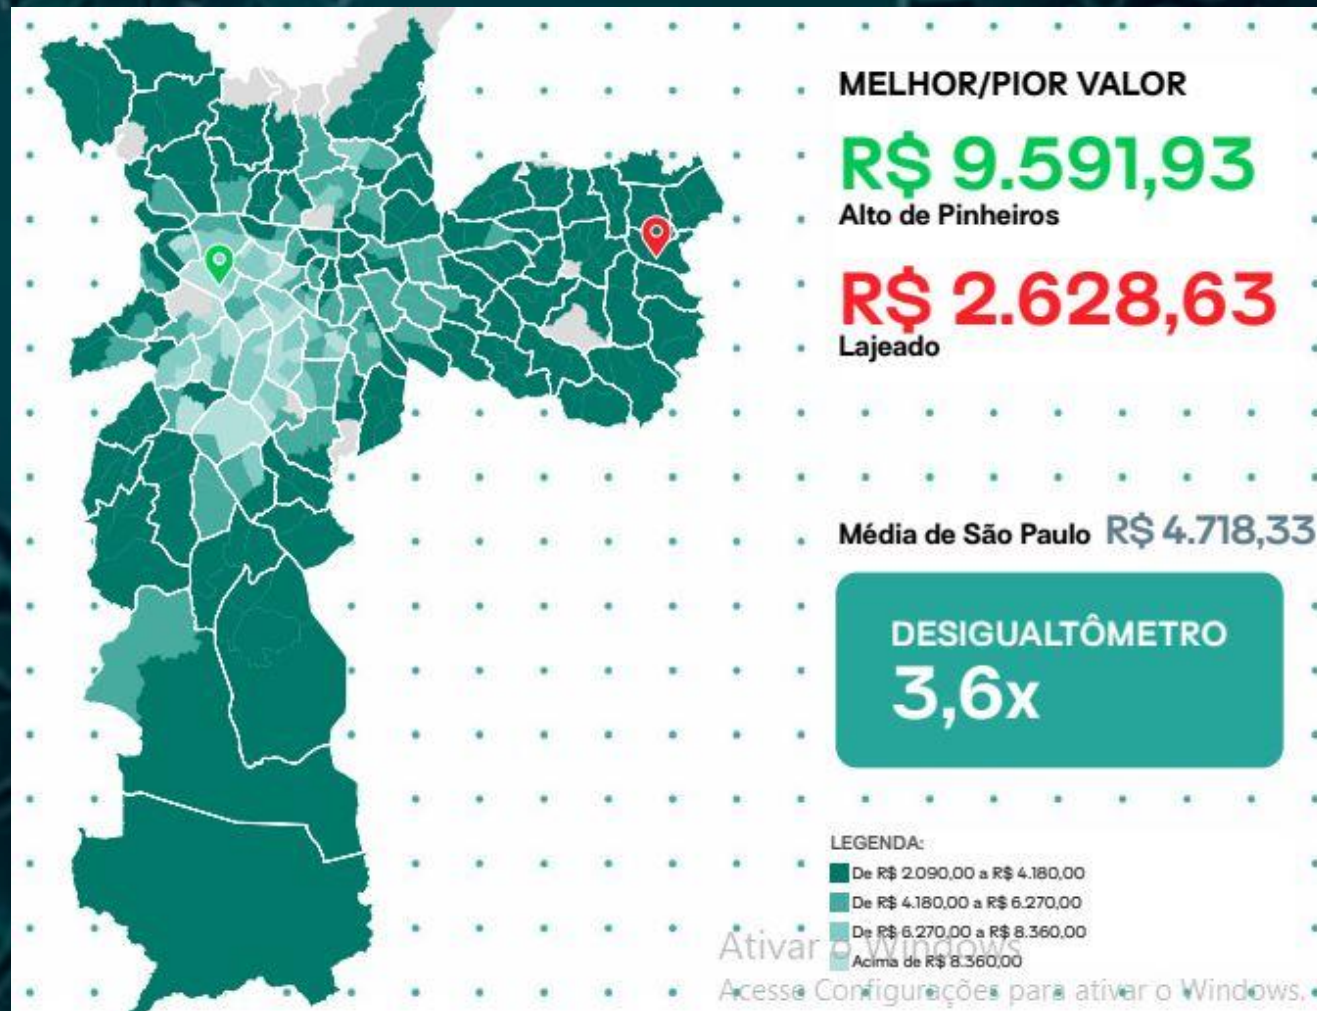 MELHOR/PIOR VALOR
R$ 9.591,93
Alto de Pinheiros
R$ 2.628,63
Lajeado
Média de São Paulo R$ 4.718,33
DESIGUALTÔMETRO
3,6x
LEGENDA:
De R$ 2.090,00 a R$ 4.180,00
De R$ 4.180,00 a R$ 6.270,00
De R$ 6.270,00 a R$ 8.360,00
Acima de R$ 8.360,00
Ativar o Windows
Acesse Configurações para ativar o Windows.